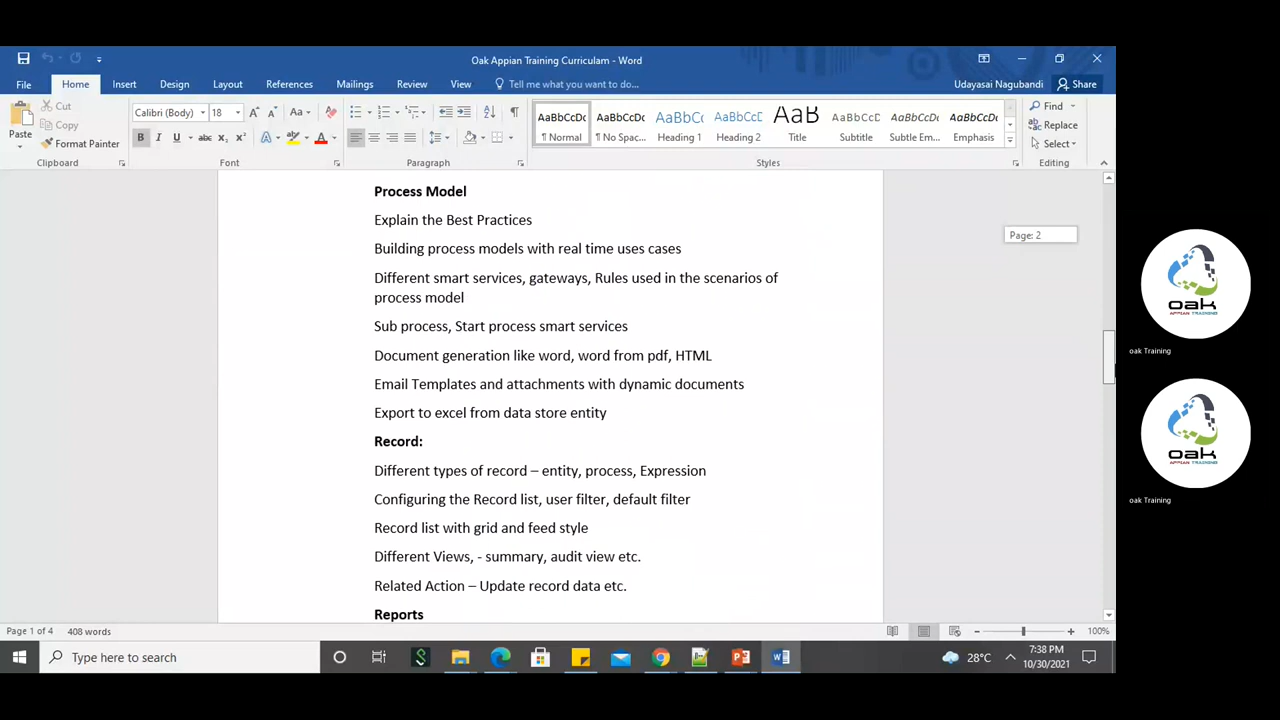 Oak Appian Training Curriculam - Word
File Home Insert Design Layout References Mailings Review View Tell me what you want to do... Udayasai Nagubandi Share
Paste
Cut
Copy
Format Painter
Clipboard
Calibri (Body) 18
Font
Paragraph
AaBbCcDc AaBbCcDc AaBbCc AaBbCcD AaB AaBbCcD AaBbCcDc AaBbCcDc
¶ Normal ¶ No Spac... Heading 1 Heading 2 Title Subtitle Subtle Em... Emphasis
Styles
Find
Replace
Select
Editing
Page: 2
Process Model
Explain the Best Practices
Building process models with real time uses cases
Different smart services, gateways, Rules used in the scenarios of
process model
Sub process, Start process smart services
Document generation like word, word from pdf, HTML
Email Templates and attachments with dynamic documents
Export to excel from data store entity
Record:
Different types of record – entity, process, Expression
Configuring the Record list, user filter, default filter
Record list with grid and feed style
Different Views, - summary, audit view etc.
Related Action – Update record data etc.
Reports
Page 1 of 4 408 words
100%
Type here to search
28°C
7:38 PM
10/30/2021
oak
APPIAN TRAINING
oak Training
oak
APPIAN TRAINING
oak Training